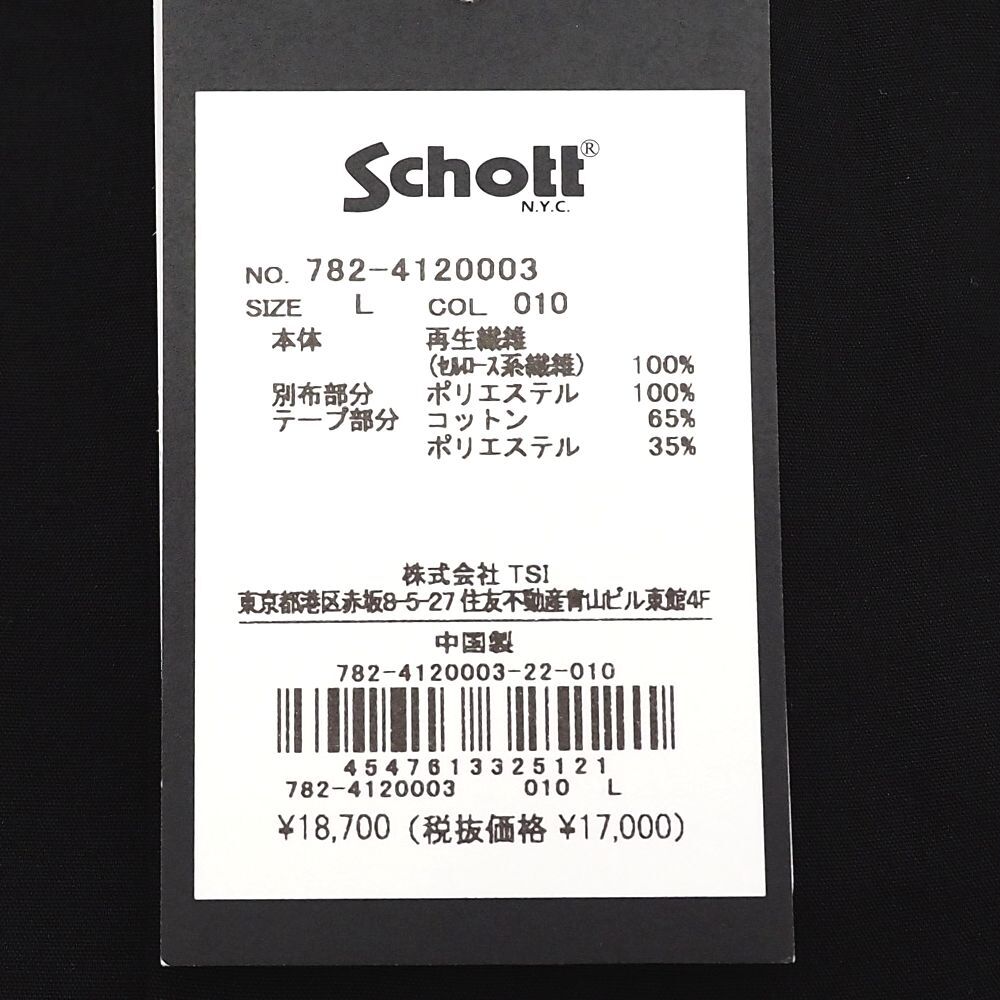 Schott®
N.Y.C.
NO. 782-4120003
SIZE L COL 010
本体 再生繊維
(セルロース系繊維) 100%
別布部分 ポリエステル 100%
テープ部分 コットン 65%
ポリエステル 35%
株式会社 TSI
東京都港区赤坂8-5-27 住友不動産青山ビル東館4F
中国製
782-4120003-22-010
4547613325121
782-4120003 010 L
¥18,700 (税抜価格 ¥17,000)